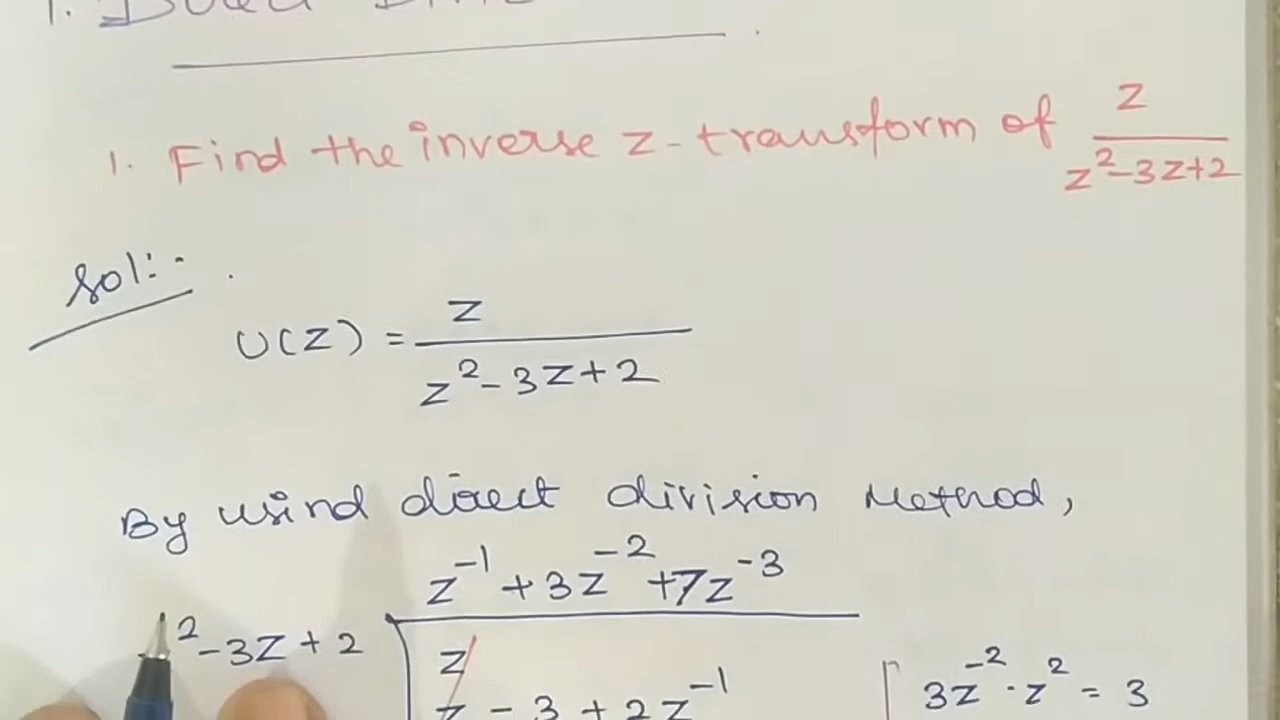 1.
1. Find the inverse z-transform of z / z²-3z+2
Sol:-
U(Z) = z / z²-3z+2
By usind direct division Method,
z⁻¹+3z⁻²+7z⁻³
²-3z+2
z
z-3+2z⁻¹
3z⁻²·z² = 3